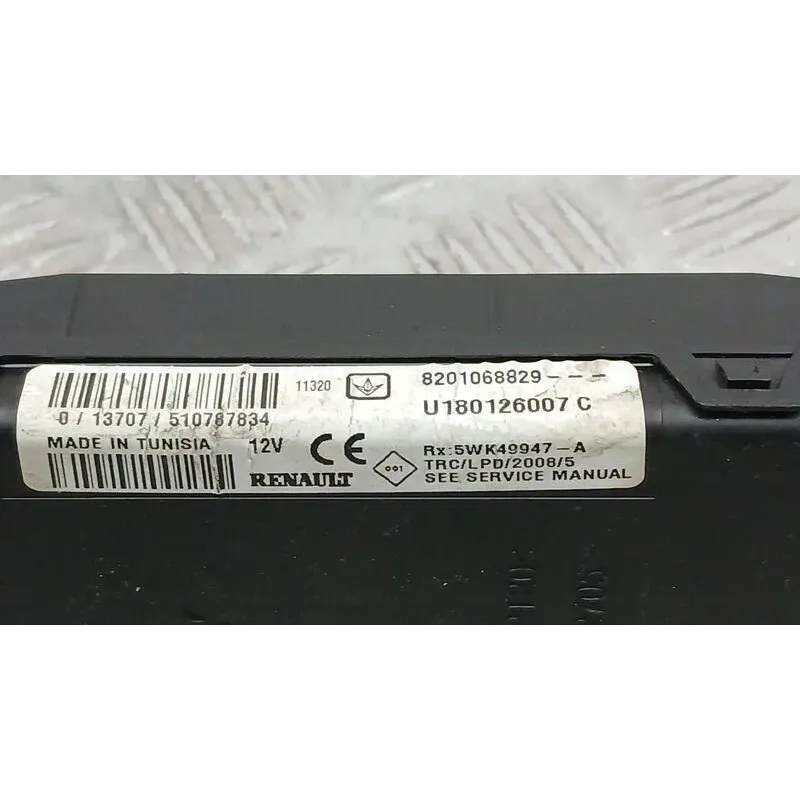 11320
8201068829---
0/13707/510787834
U180126007 C
MADE IN TUNISIA 12V CE
Rx:5WK49947-A
001
TRC/LPD/2008/5
RENAULT
SEE SERVICE MANUAL